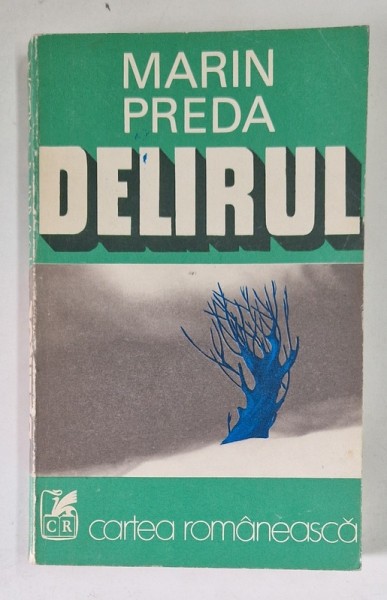 MARIN
PREDA
DELIRUL
CR
cartea românească